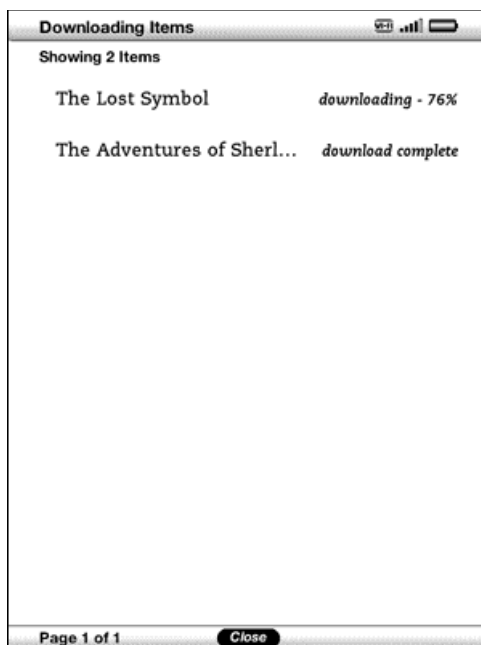 Downloading Items
Showing 2 Items
The Lost Symbol downloading - 76%
The Adventures of Sherl... download complete
Page 1 of 1 Close